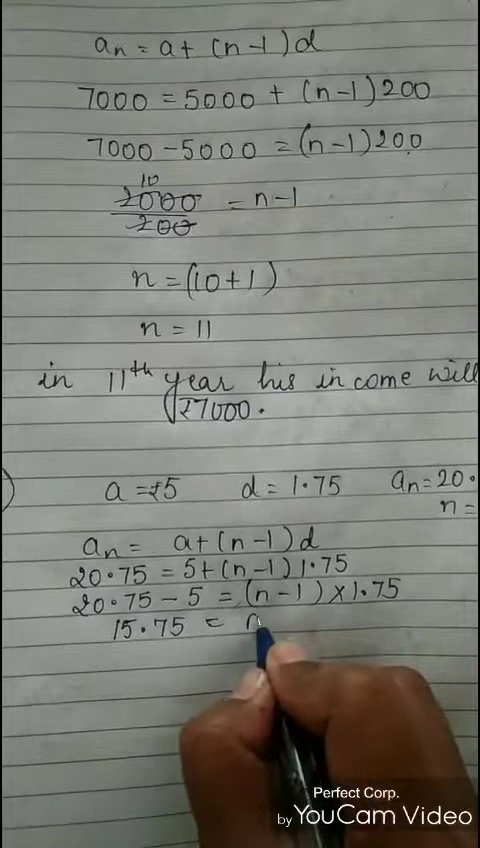 an = a + (n-1)d
7000 = 5000 + (n-1)200
7000 - 5000 = (n-1)200
10
2000 = n-1
200
n = (10+1)
n = 11
in 11th year his income will
₹7000.
) a = ₹5 d = 1.75 an = 20.
n =
an = a + (n-1)d
20.75 = 5 + (n-1)1.75
20.75 - 5 = (n-1) × 1.75
15.75 =
Perfect Corp.
by YouCam Video